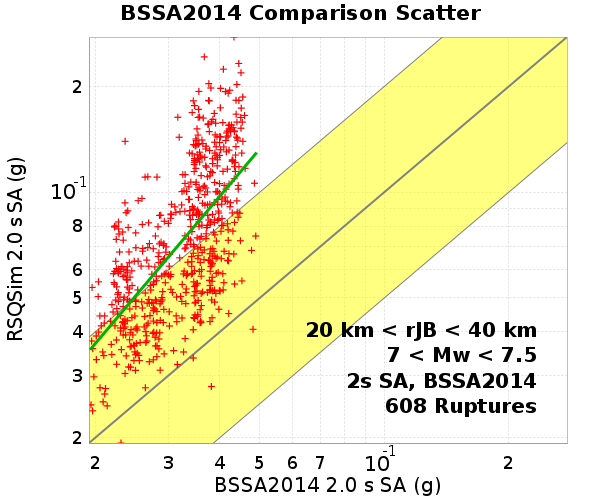 BSSA2014 Comparison Scatter
RSQSim 2.0 s SA (g)
2
10-1
8
6
5
4
3
2
20 km < rJB < 40 km
7 < Mw < 7.5
2s SA, BSSA2014
608 Ruptures
2 3 4 5 6 7 10-1 2
BSSA2014 2.0 s SA (g)